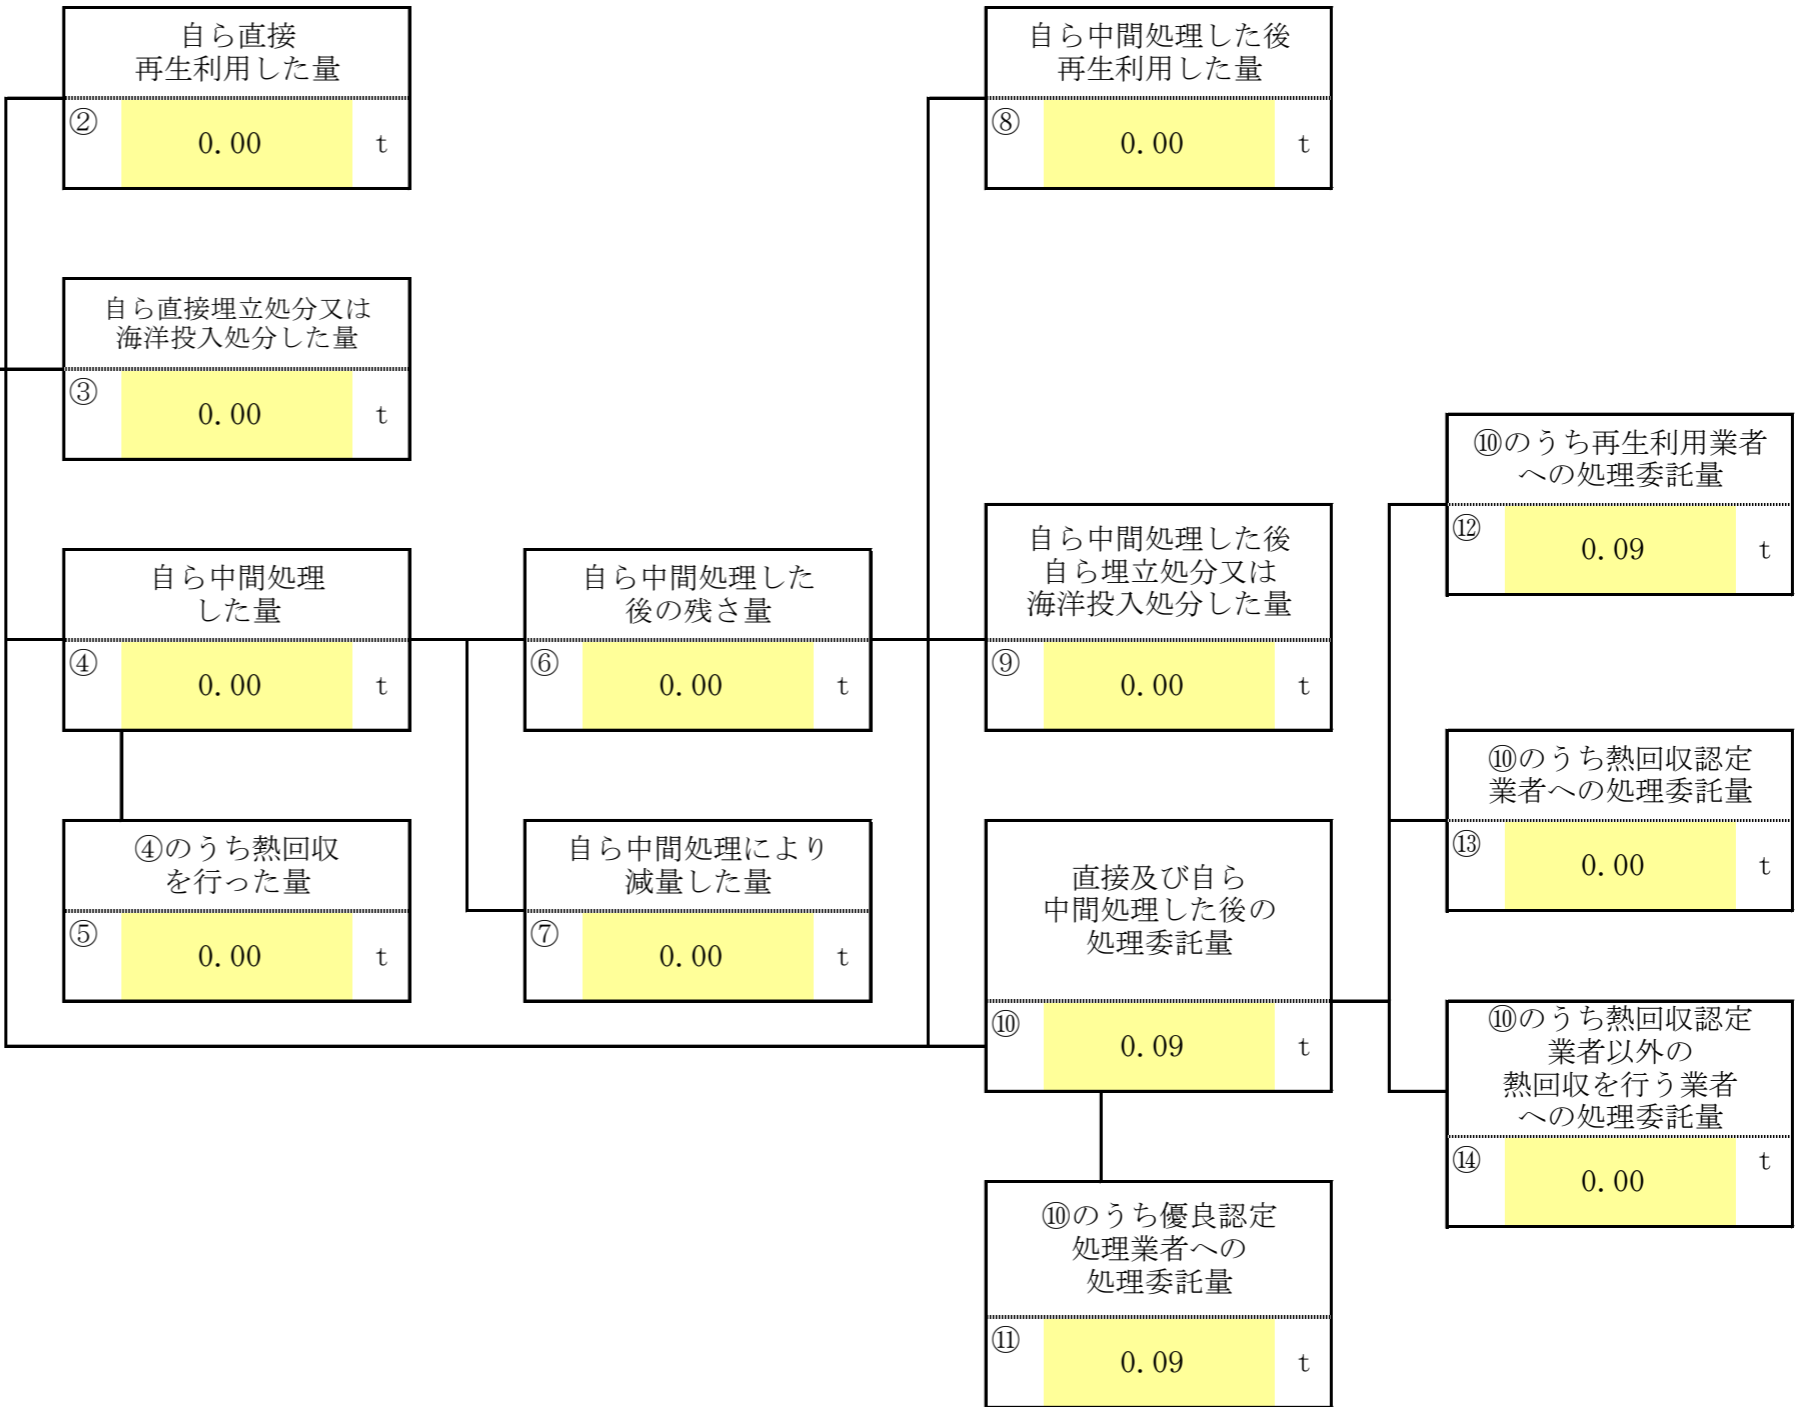 自ら直接
再生利用した量
②
0.00
t
自ら中間処理した後
再生利用した量
⑧
0.00
t
自ら直接埋立処分又は
海洋投入処分した量
③
0.00
t
⑩のうち再生利用業者
への処理委託量
⑫
0.09
t
自ら中間処理
した量
④
0.00
t
自ら中間処理した
後の残さ量
⑥
0.00
t
自ら中間処理した後
自ら埋立処分又は
海洋投入処分した量
⑨
0.00
t
⑩のうち熱回収認定
業者への処理委託量
⑬
0.00
t
④のうち熱回収
を行った量
⑤
0.00
t
自ら中間処理により
減量した量
⑦
0.00
t
直接及び自ら
中間処理した後の
処理委託量
⑩
0.09
t
⑩のうち熱回収認定
業者以外の
熱回収を行う業者
への処理委託量
⑭
0.00
t
⑩のうち優良認定
処理業者への
処理委託量
⑪
0.09
t